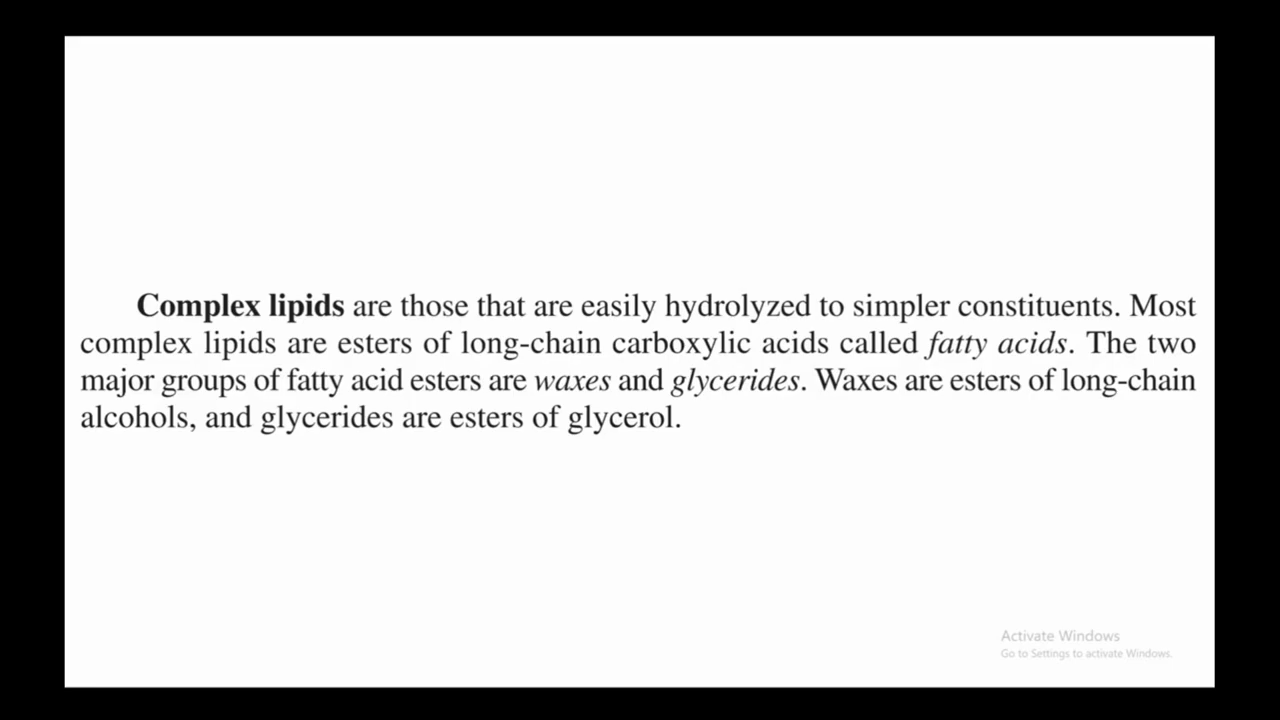 Complex lipids are those that are easily hydrolyzed to simpler constituents. Most
complex lipids are esters of long-chain carboxylic acids called fatty acids. The two
major groups of fatty acid esters are waxes and glycerides. Waxes are esters of long-chain
alcohols, and glycerides are esters of glycerol.
Activate Windows
Go to Settings to activate Windows.